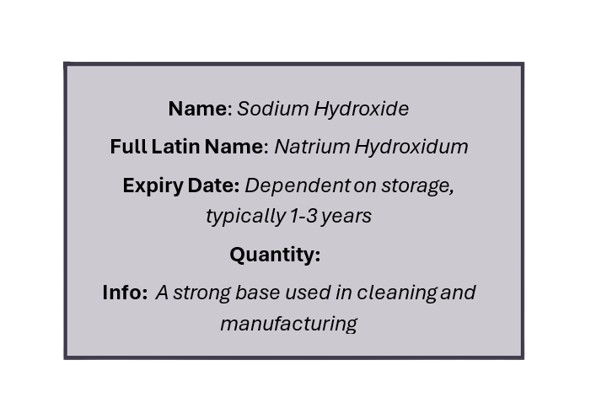 Name: Sodium Hydroxide
Full Latin Name: Natrium Hydroxidum
Expiry Date: Dependent on storage,
typically 1-3 years
Quantity:
Info: A strong base used in cleaning and
manufacturing